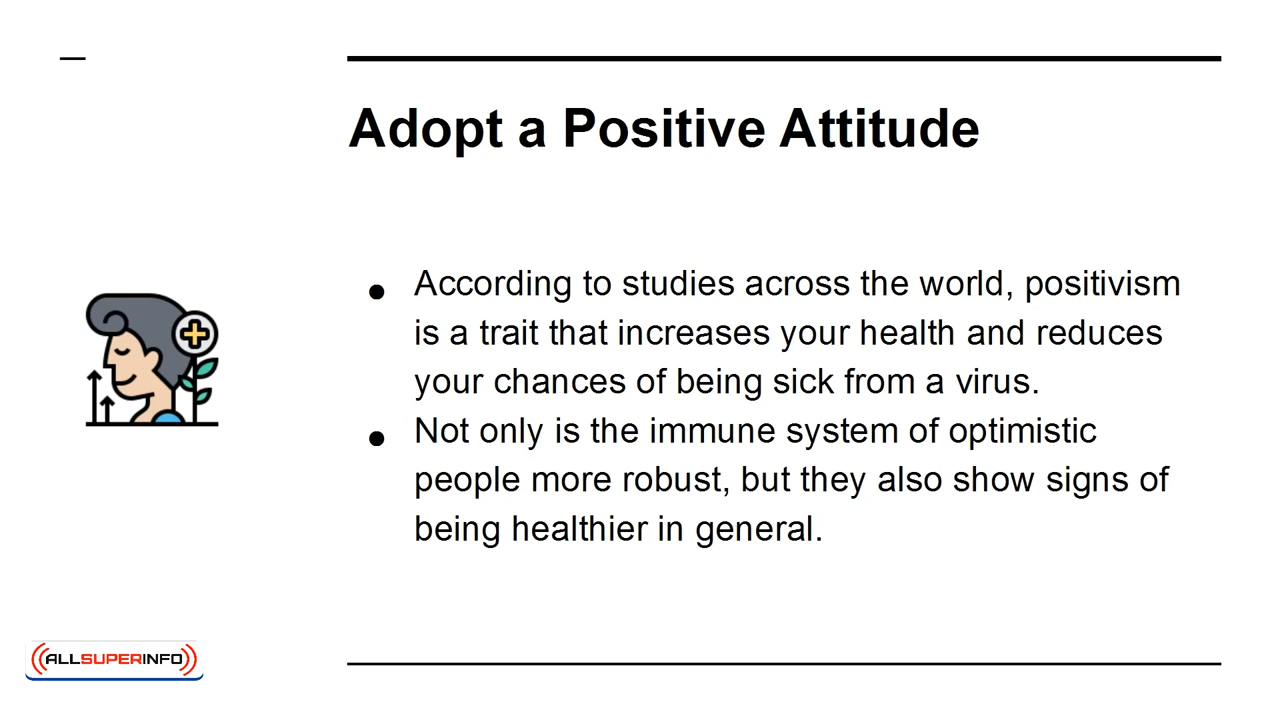 Adopt a Positive Attitude
● According to studies across the world, positivism
is a trait that increases your health and reduces
your chances of being sick from a virus.
● Not only is the immune system of optimistic
people more robust, but they also show signs of
being healthier in general.
ALLSUPERINFO